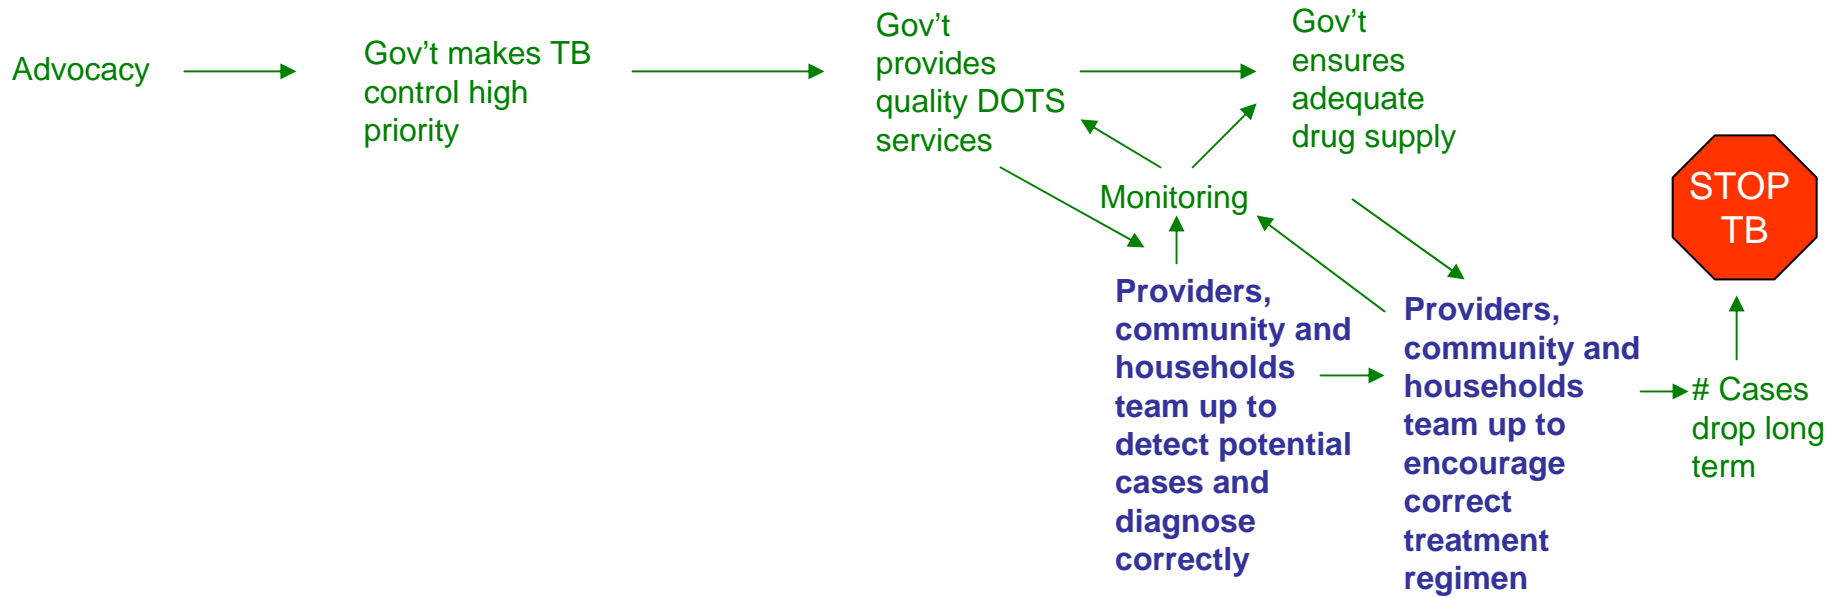 Advocacy
Gov’t makes TB
control high
priority
Gov’t
provides
quality DOTS
services
Gov’t
ensures
adequate
drug supply
Monitoring
Providers,
community and
households
team up to
detect potential
cases and
diagnose
correctly
Providers,
community and
households
team up to
encourage
correct
treatment
regimen
# Cases
drop long
term
STOP
TB